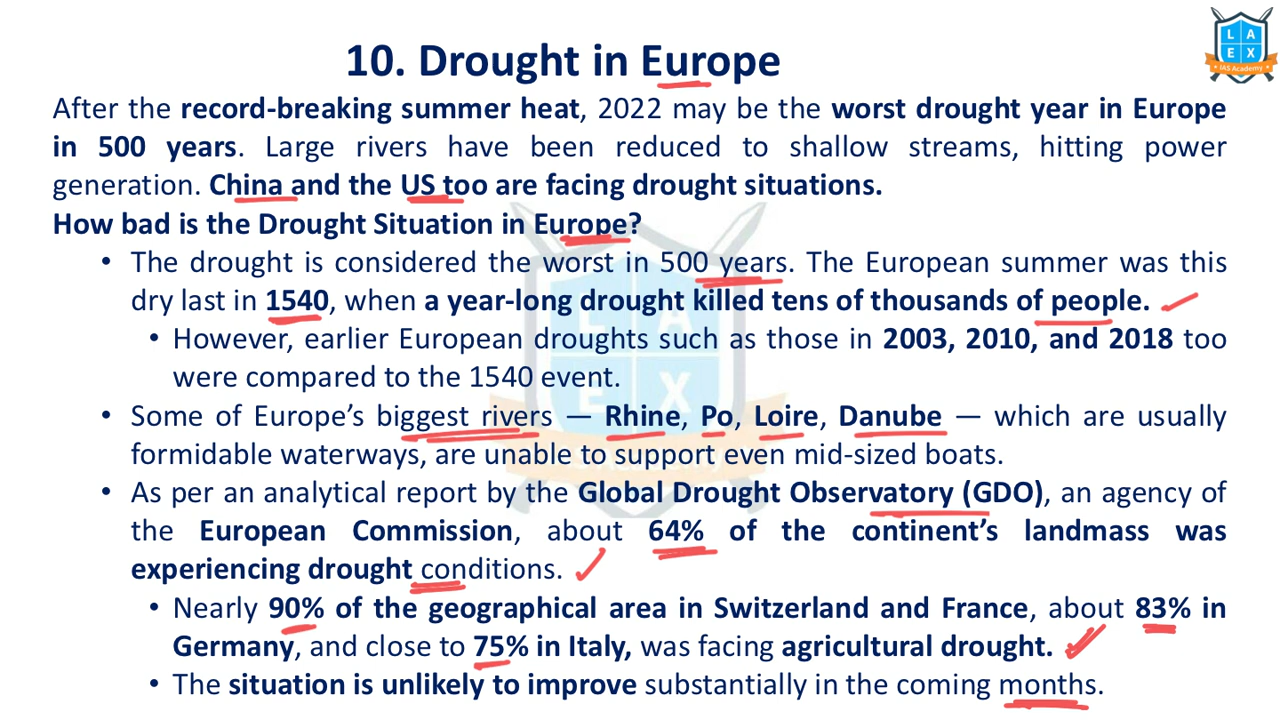 10. Drought in Europe
L A
E X
IAS Academy
After the record-breaking summer heat, 2022 may be the worst drought year in Europe
in 500 years. Large rivers have been reduced to shallow streams, hitting power
generation. China and the US too are facing drought situations.
How bad is the Drought Situation in Europe?
• The drought is considered the worst in 500 years. The European summer was this
dry last in 1540, when a year-long drought killed tens of thousands of people.
• However, earlier European droughts such as those in 2003, 2010, and 2018 too
were compared to the 1540 event.
• Some of Europe’s biggest rivers — Rhine, Po, Loire, Danube — which are usually
formidable waterways, are unable to support even mid-sized boats.
• As per an analytical report by the Global Drought Observatory (GDO), an agency of
the European Commission, about 64% of the continent’s landmass was
experiencing drought conditions.
• Nearly 90% of the geographical area in Switzerland and France, about 83% in
Germany, and close to 75% in Italy, was facing agricultural drought.
• The situation is unlikely to improve substantially in the coming months.
L A
E X
IAS Academy